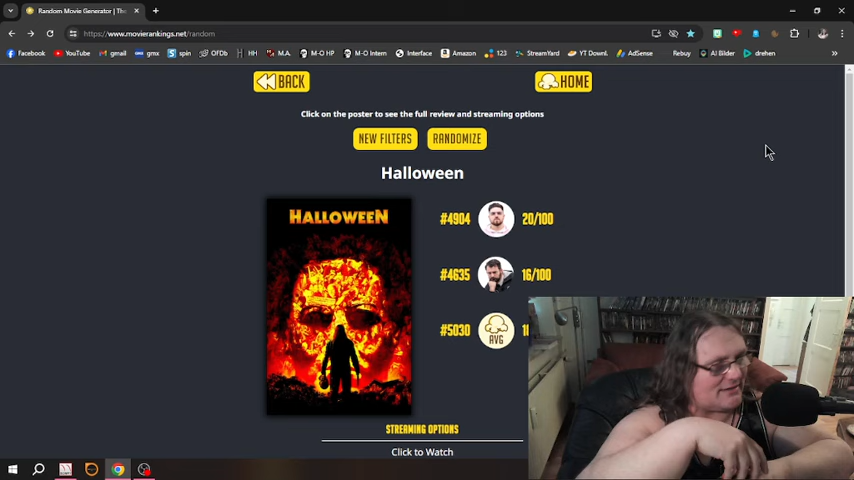 Random Movie Generator | The
https://www.movierankings.net/random
Facebook YouTube gmail gmx spin OFDb HH M.A. M-O HP M-O Intern Interface Amazon 123 StreamYard YT Downl. AdSense Rebuy AI Bilder drehen
BACK
HOME
Click on the poster to see the full review and streaming options
NEW FILTERS
RANDOMIZE
Halloween
HALLOWEEN
#4904 20/100
#4635 16/100
#5030 AVG
STREAMING OPTIONS
Click to Watch